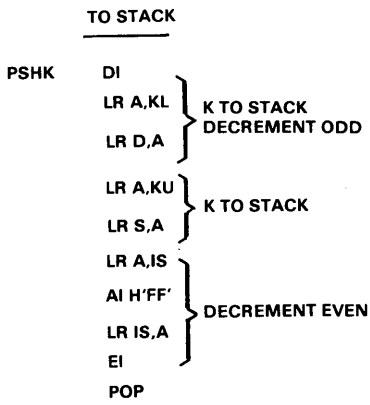 TO STACK
PSHK DI
LR A,KL
K TO STACK
DECREMENT ODD
LR D,A
LR A,KU
K TO STACK
LR S,A
LR A,IS
AI H'FF'
DECREMENT EVEN
LR IS,A
EI
POP